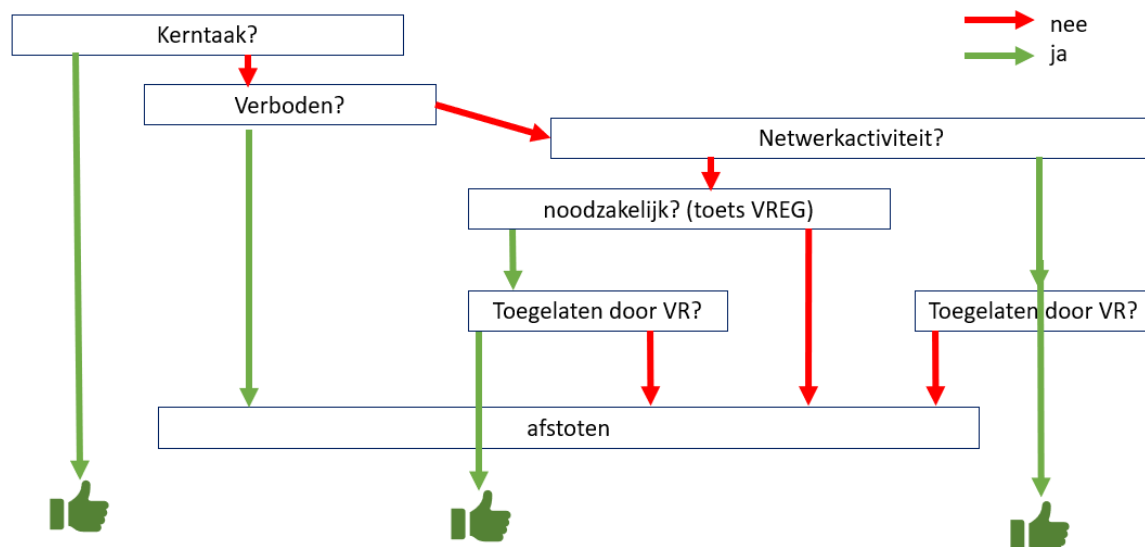 nee
ja
Kerntaak?
Verboden?
Netwerkactiviteit?
noodzakelijk? (toets VREG)
Toegelaten door VR?
Toegelaten door VR?
afstoten